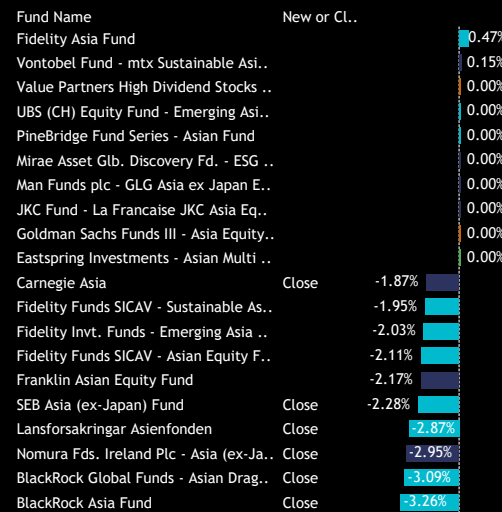 Fund Name New or Cl..
Fidelity Asia Fund 0.47%
Vontobel Fund - mtx Sustainable Asi.. 0.15%
Value Partners High Dividend Stocks .. 0.00%
UBS (CH) Equity Fund - Emerging Asi.. 0.00%
PineBridge Fund Series - Asian Fund 0.00%
Mirae Asset Glb. Discovery Fd. - ESG .. 0.00%
Man Funds plc - GLG Asia ex Japan E.. 0.00%
JKC Fund - La Francaise JKC Asia Eq.. 0.00%
Goldman Sachs Funds III - Asia Equity.. 0.00%
Eastspring Investments - Asian Multi .. 0.00%
Carnegie Asia Close -1.87%
Fidelity Funds SICAV - Sustainable As.. -1.95%
Fidelity Invt. Funds - Emerging Asia .. -2.03%
Fidelity Funds SICAV - Asian Equity F.. -2.11%
Franklin Asian Equity Fund -2.17%
SEB Asia (ex-Japan) Fund Close -2.28%
Lansforsakringar Asienfonden Close -2.87%
Nomura Fds. Ireland Plc - Asia (ex-Ja.. Close -2.95%
BlackRock Global Funds - Asian Drag.. Close -3.09%
BlackRock Asia Fund Close -3.26%